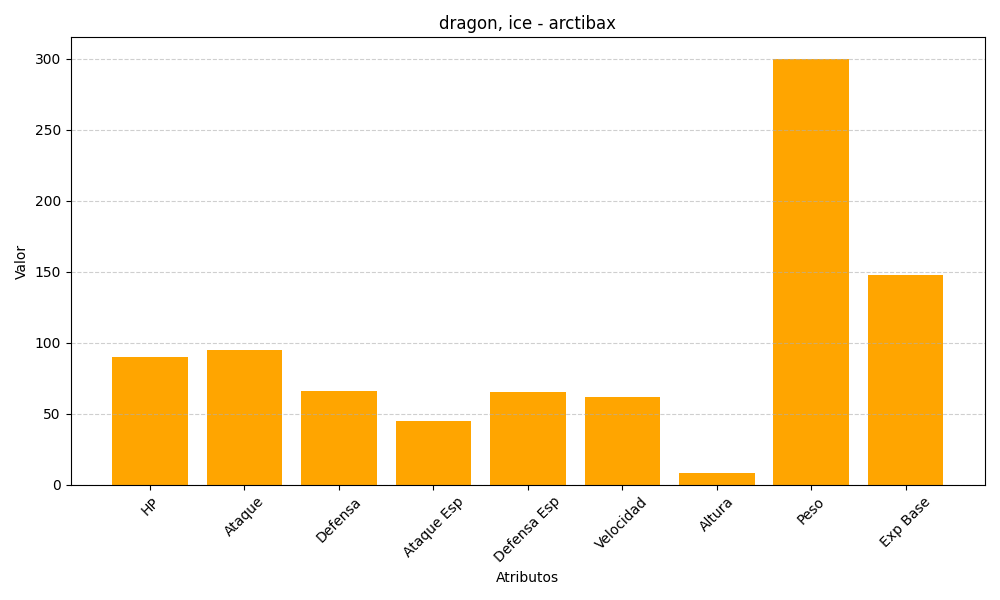 dragon, ice - arctibax
Valor
300
250
200
150
100
50
0
HP
Ataque
Defensa
Ataque Esp
Defensa Esp
Velocidad
Altura
Peso
Exp Base
Atributos